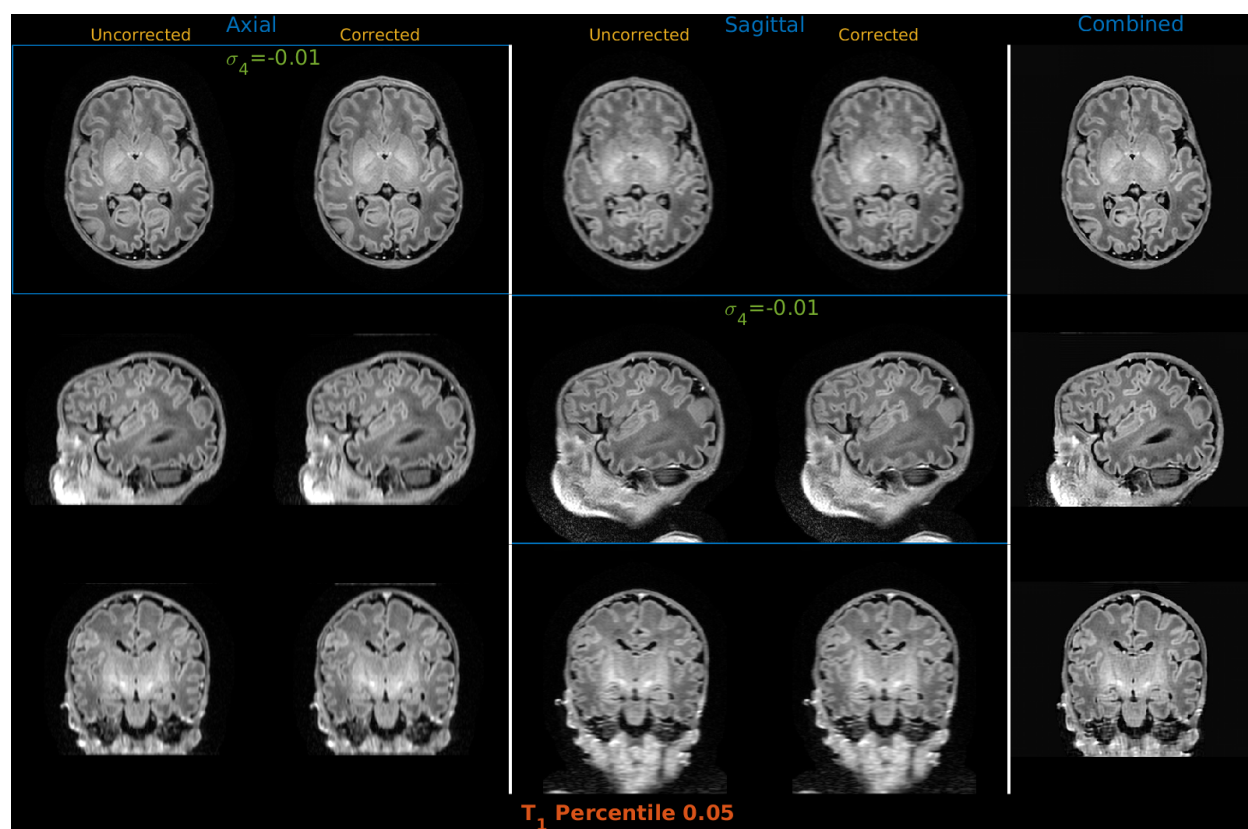 Axial Sagittal Combined
Uncorrected Corrected Uncorrected Corrected
σ4=-0.01
σ4=-0.01
T1 Percentile 0.05